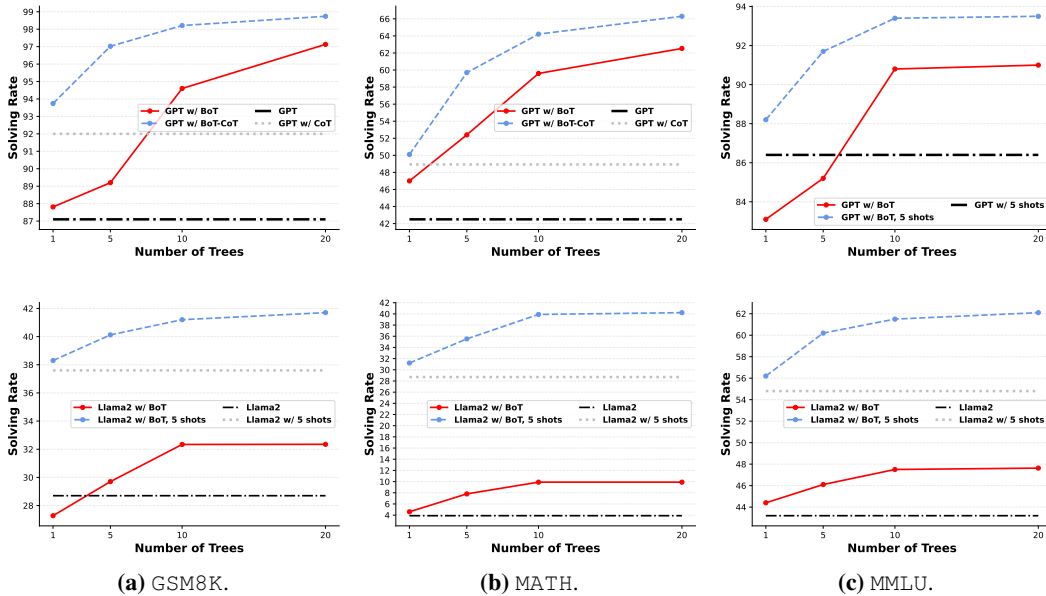 99
98
97
96
95
94
93
92
91
90
89
88
87
Solving Rate
GPT w/ BoT
GPT w/ BoT-CoT
GPT
GPT w/ CoT
1 5 10 20
Number of Trees
66
64
62
60
58
56
54
52
50
48
46
44
42
Solving Rate
GPT w/ BoT
GPT w/ BoT-CoT
GPT
GPT w/ CoT
1 5 10 20
Number of Trees
94
92
90
88
86
84
Solving Rate
GPT w/ BoT
GPT w/ BoT, 5 shots
GPT w/ 5 shots
1 5 10 20
Number of Trees
42
40
38
36
34
32
30
28
Solving Rate
Llama2 w/ BoT
Llama2 w/ BoT, 5 shots
Llama2
Llama2 w/ 5 shots
1 5 10 20
Number of Trees
42
40
38
36
34
32
30
28
26
24
22
20
18
16
14
12
10
8
6
4
Solving Rate
Llama2 w/ BoT
Llama2 w/ BoT, 5 shots
Llama2
Llama2 w/ 5 shots
1 5 10 20
Number of Trees
62
60
58
56
54
52
50
48
46
44
Solving Rate
Llama2 w/ BoT
Llama2 w/ BoT, 5 shots
Llama2
Llama2 w/ 5 shots
1 5 10 20
Number of Trees
(a) GSM8K.
(b) MATH.
(c) MMLU.